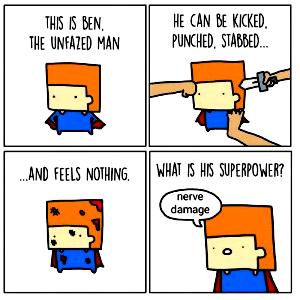 THIS IS BEN,
THE UNFAZED MAN
HE CAN BE KICKED,
PUNCHED, STABBED...
...AND FEELS NOTHING.
WHAT IS HIS SUPERPOWER?
nerve
damage